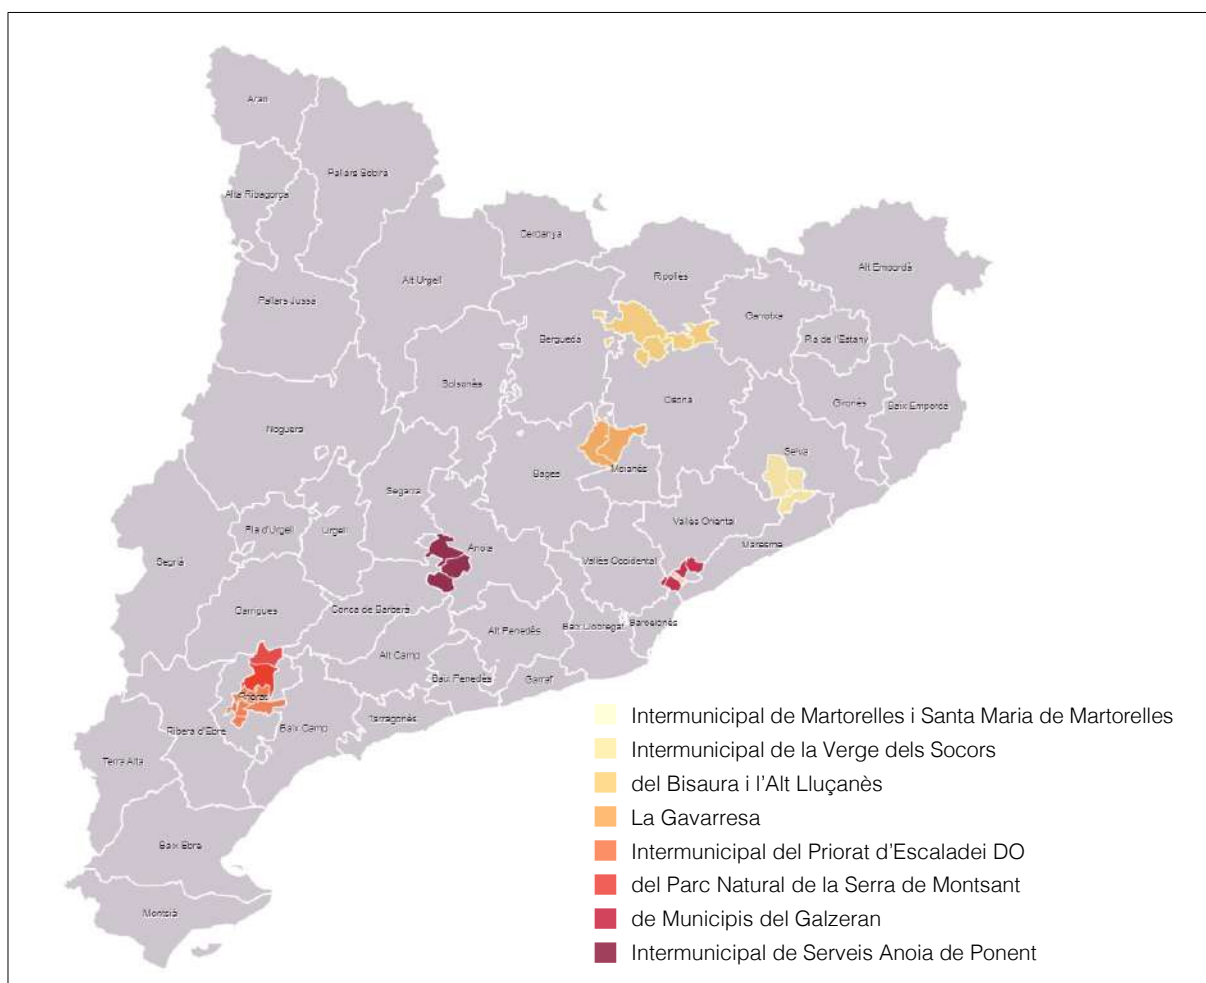 Aran
Pallars Sobirà
Alta Ribagorça
Cerdanya
Ripollès
Alt Empordà
Alt Urgell
Pallars Jussà
Garrotxa
Berguedà
Pla de l'Estany
Solsonès
Osona
Gironès
Baix Empordà
Noguera
Selva
Bages
Moianès
Segarra
Vallès Oriental
Pla d'Urgell
Urgell
Anoia
Maresme
Segrià
Vallès Occidental
Garrigues
Conca de Barberà
Baix Llobregat
Barcelonès
Alt Penedès
Alt Camp
Baix Penedès
Garraf
Priorat
Tarragonès
Ribera d'Ebre
Baix Camp
Terra Alta
Baix Ebre
Montsià
Intermunicipal de Martorelles i Santa Maria de Martorelles
Intermunicipal de la Verge dels Socors
del Bisaura i l'Alt Lluçanès
La Gavarresa
Intermunicipal del Priorat d'Escaladei DO
del Parc Natural de la Serra de Montsant
de Municipis del Galzeran
Intermunicipal de Serveis Anoia de Ponent